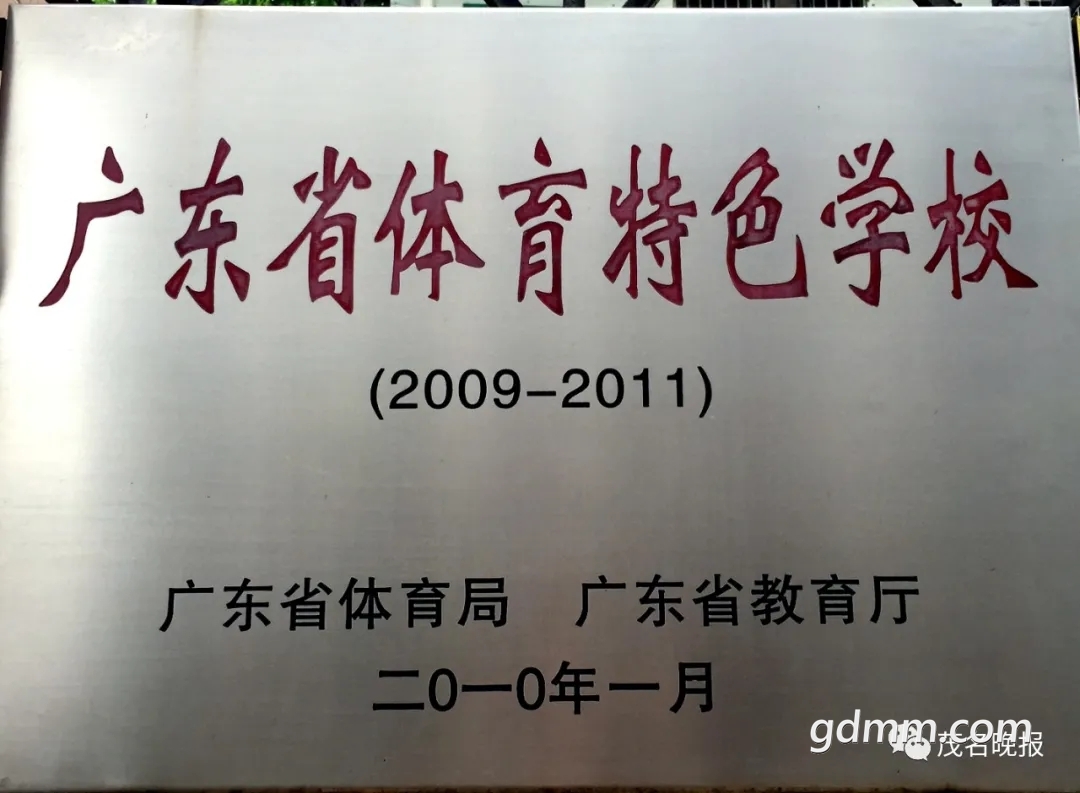 广东省体育特色学校
(2009-2011)
广东省体育局 广东省教育厅
二0一0年一月
gdmm.com
茂名晚报